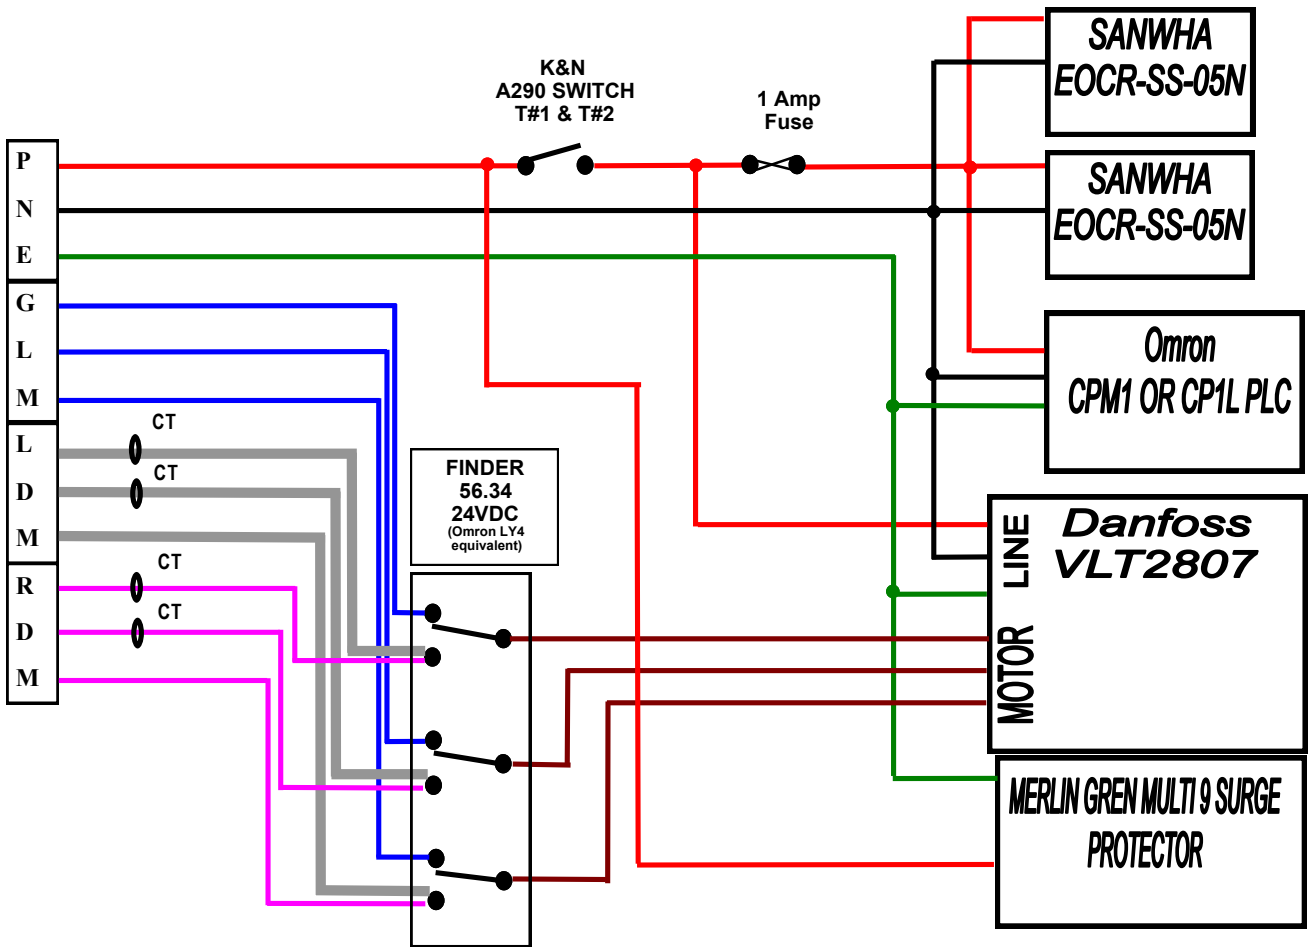 K&N
A290 SWITCH
T#1 & T#2
1 Amp
Fuse
SANWHA
EOCR-SS-05N
SANWHA
EOCR-SS-05N
Omron
CPM1 OR CP1L PLC
P
N
E
G
L
M
L
D
M
R
D
M
CT
CT
CT
CT
FINDER
56.34
24VDC
(Omron LY4
equivalent)
LINE
MOTOR
Danfoss
VLT2807
MERLIN GREN MULTI 9 SURGE
PROTECTOR